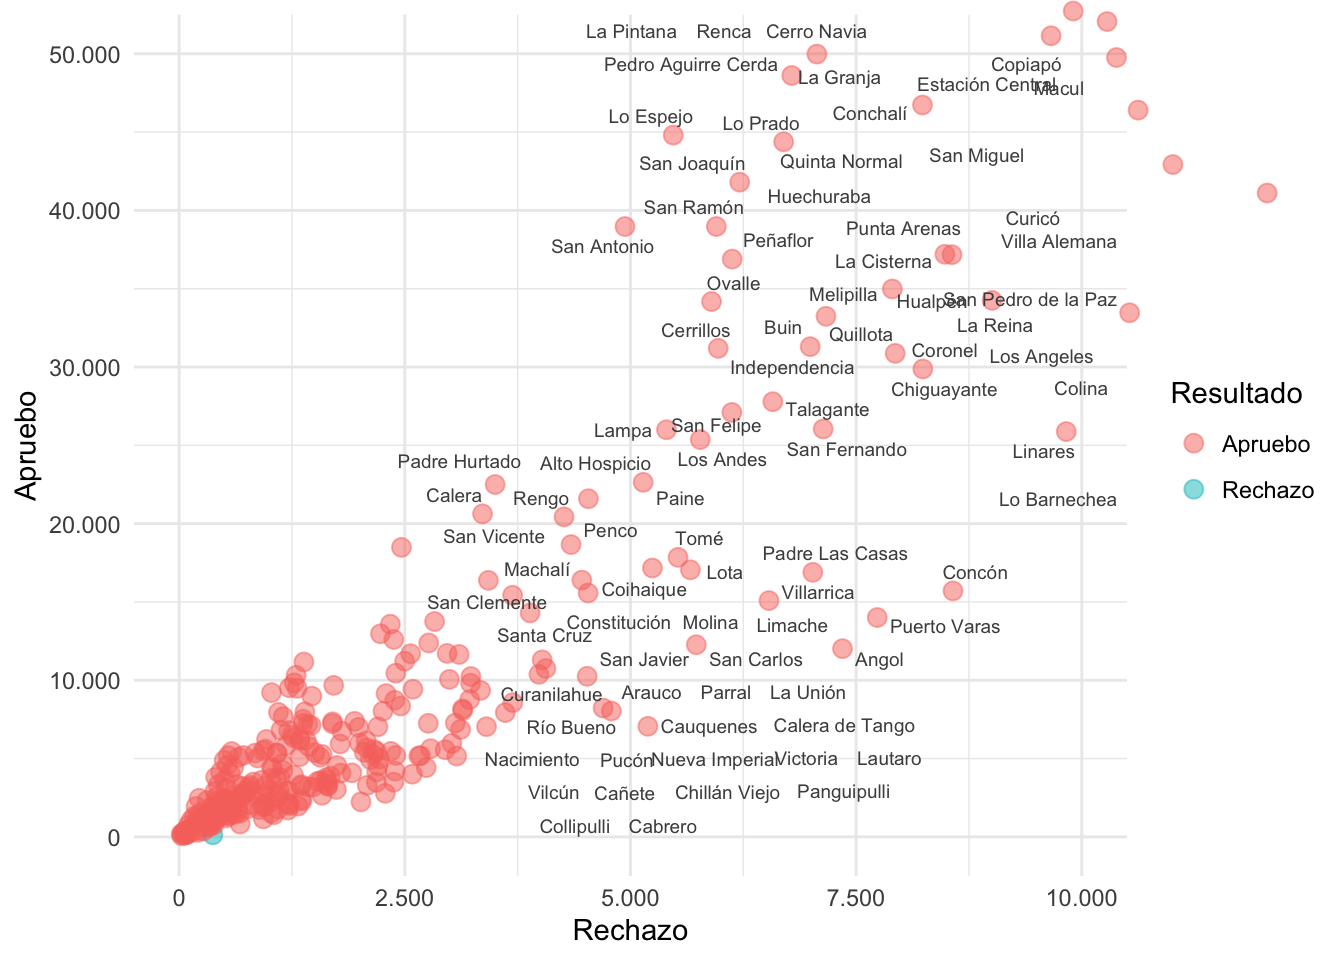 La Pintana
Renca
Cerro Navia
50.000
Pedro Aguirre Cerda
La Granja
Copiapó
Estación Central
Macul
Conchalí
Lo Espejo
Lo Prado
San Joaquín
Quinta Normal
San Miguel
Huechuraba
40.000
San Ramón
Curicó
Punta Arenas
Villa Alemana
San Antonio
Peñaflor
La Cisterna
Ovalle
Melipilla
Hualpén
San Pedro de la Paz
Cerrillos
Buin
Quillota
La Reina
30.000
Independencia
Coronel
Los Angeles
Chiguayante
Colina
Talagante
Lampa
San Felipe
San Fernando
Linares
Padre Hurtado
Alto Hospicio
Los Andes
Calera
Rengo
Paine
Lo Barnechea
20.000
San Vicente
Penco
Tomé
Padre Las Casas
Machalí
Lota
Concón
Coihaique
Villarrica
San Clemente
Constitución
Molina
Limache
Puerto Varas
Santa Cruz
San Javier
San Carlos
Angol
10.000
Curanilahue
Arauco
Parral
La Unión
Río Bueno
Cauquenes
Calera de Tango
Nacimiento
Pucón
Nueva Imperial
Victoria
Lautaro
Vilcún
Cañete
Chillán Viejo
Panguipulli
Collipulli
Cabrero
0
0
2.500
5.000
7.500
10.000
Rechazo
Apruebo
Resultado
Apruebo
Rechazo